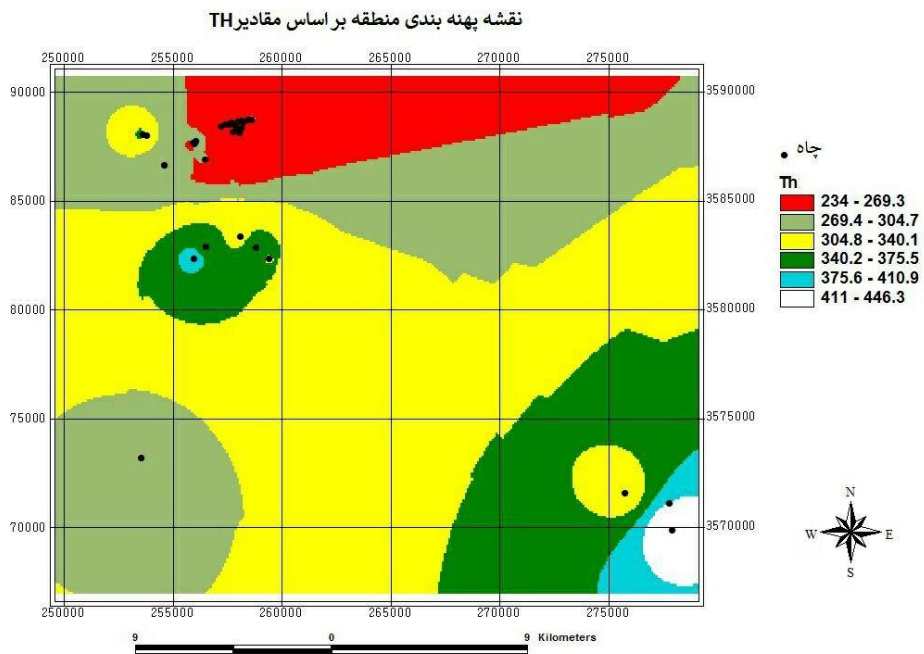 نقشه پهنه بندی منطقه بر اساس مقادیرTH
250000 255000 260000 265000 270000 275000
90000 3590000
85000 3585000
80000 3580000
75000 3575000
70000 3570000
250000 255000 260000 265000 270000 275000
چاه
Th
234 - 269.3
269.4 - 304.7
304.8 - 340.1
340.2 - 375.5
375.6 - 410.9
411 - 446.3
N
W E
S
9 0 9 Kilometers